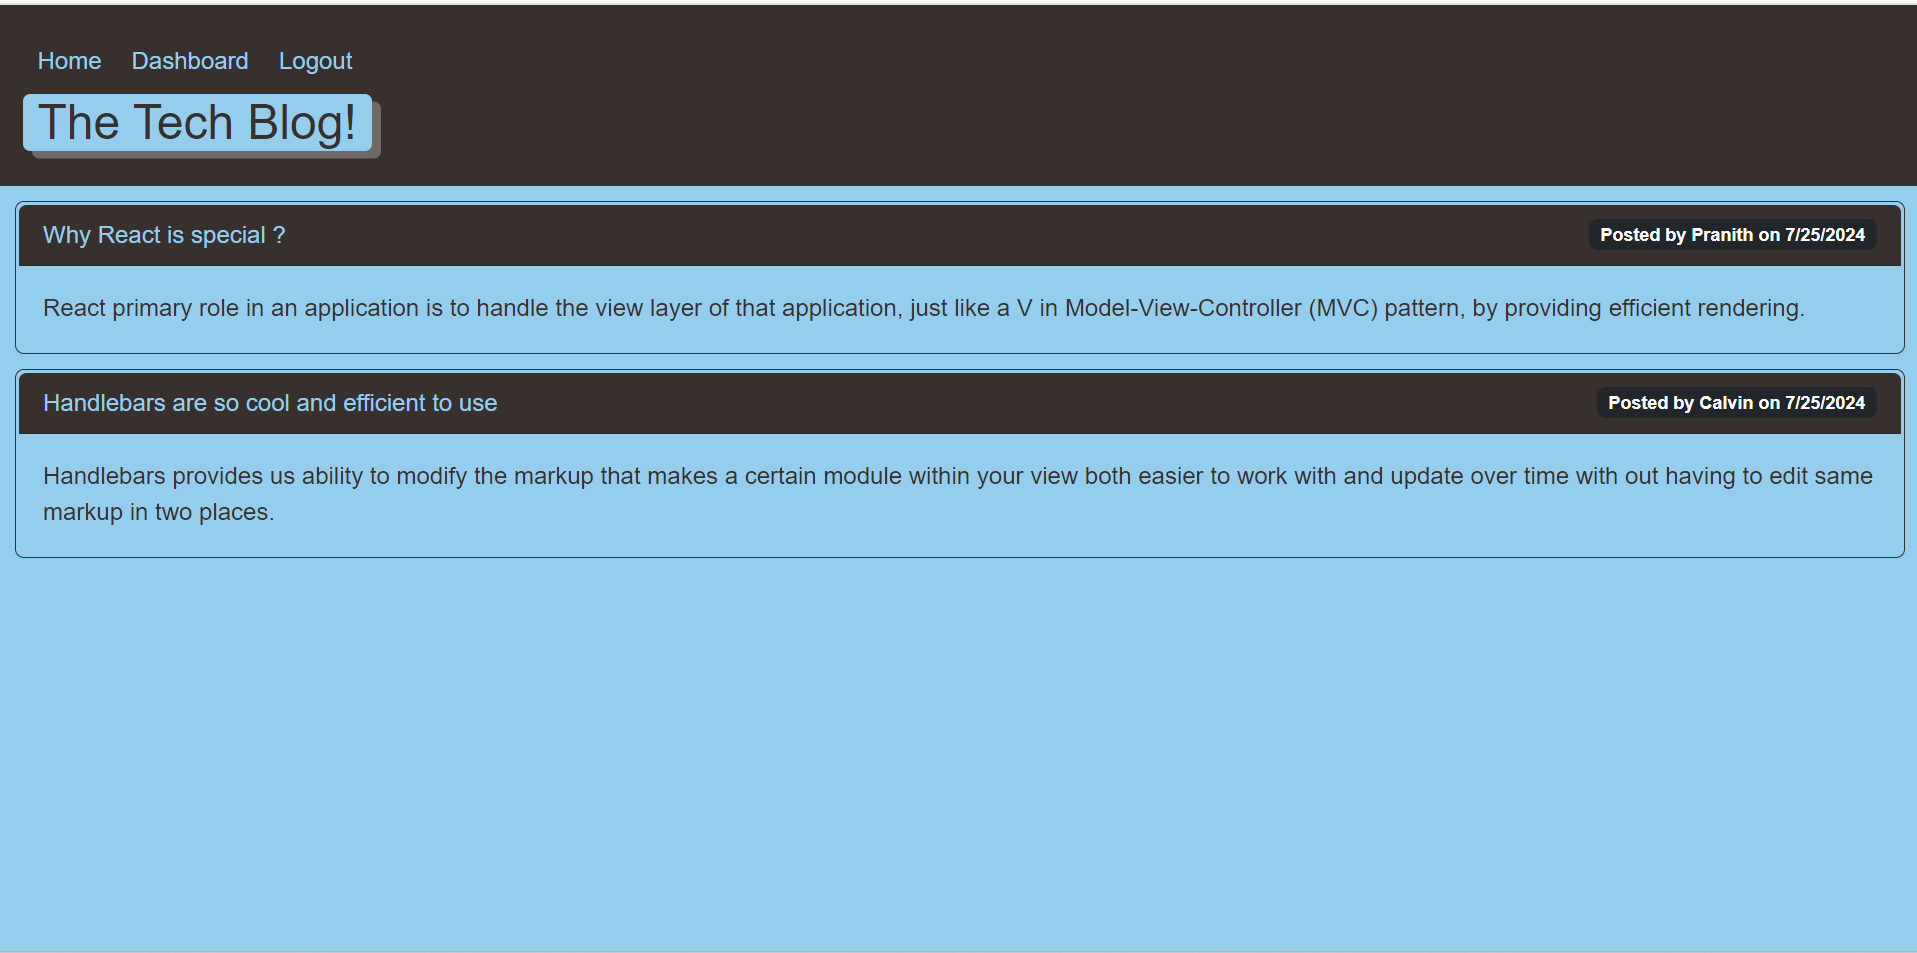 Home Dashboard Logout
The Tech Blog!
Why React is special ? Posted by Pranith on 7/25/2024
React primary role in an application is to handle the view layer of that application, just like a V in Model-View-Controller (MVC) pattern, by providing efficient rendering.
Handlebars are so cool and efficient to use Posted by Calvin on 7/25/2024
Handlebars provides us ability to modify the markup that makes a certain module within your view both easier to work with and update over time with out having to edit same
markup in two places.